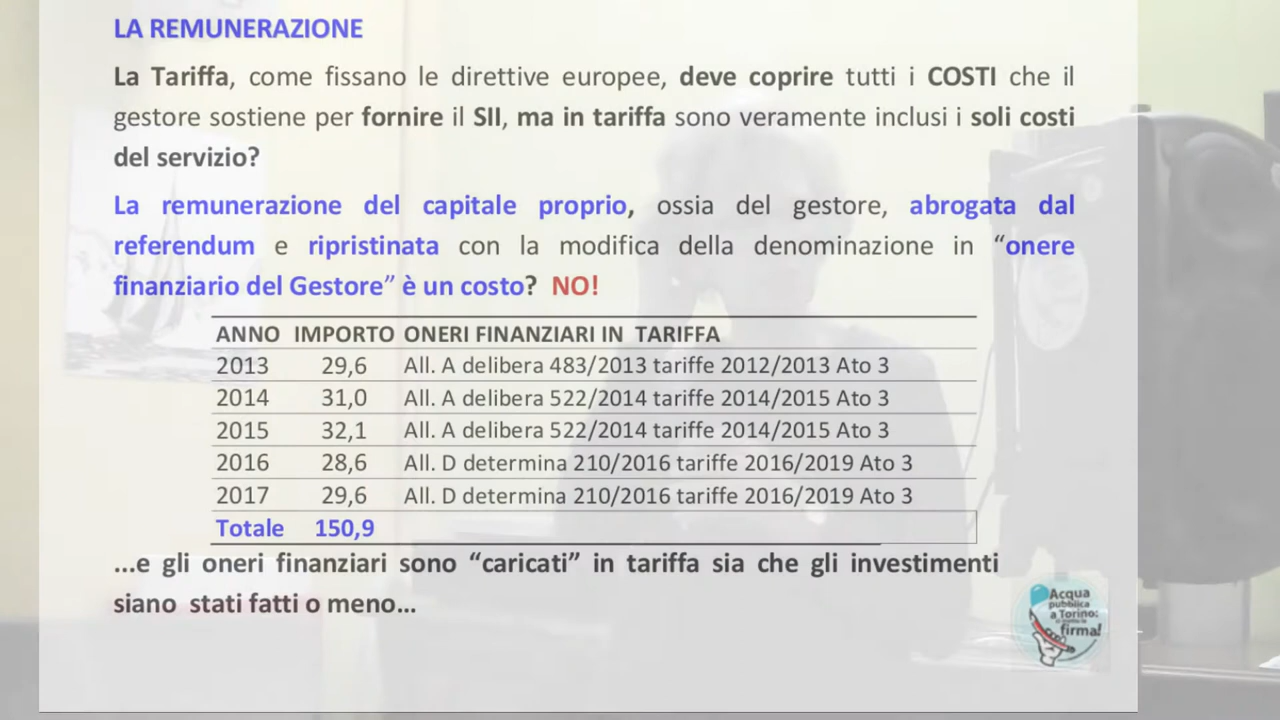 LA REMUNERAZIONE
La Tariffa, come fissano le direttive europee, deve coprire tutti i COSTI che il
gestore sostiene per fornire il SII, ma in tariffa sono veramente inclusi i soli costi
del servizio?
La remunerazione del capitale proprio, ossia del gestore, abrogata dal
referendum e ripristinata con la modifica della denominazione in “onere
finanziario del Gestore” è un costo? NO!
ANNO IMPORTO ONERI FINANZIARI IN TARIFFA
2013 29,6 All. A delibera 483/2013 tariffe 2012/2013 Ato 3
2014 31,0 All. A delibera 522/2014 tariffe 2014/2015 Ato 3
2015 32,1 All. A delibera 522/2014 tariffe 2014/2015 Ato 3
2016 28,6 All. D determina 210/2016 tariffe 2016/2019 Ato 3
2017 29,6 All. D determina 210/2016 tariffe 2016/2019 Ato 3
Totale 150,9
...e gli oneri finanziari sono “caricati” in tariffa sia che gli investimenti
siano stati fatti o meno...
Acqua
pubblica
a Torino:
firma!